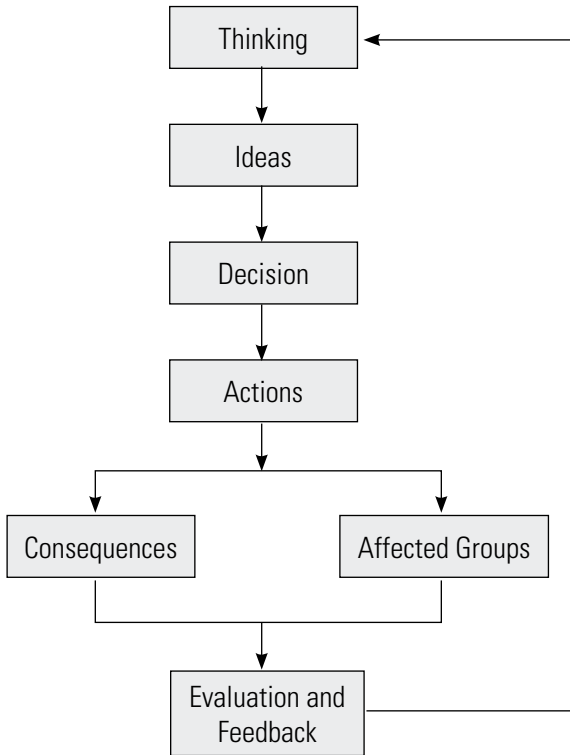 Thinking
Ideas
Decision
Actions
Consequences
Affected Groups
Evaluation and
Feedback